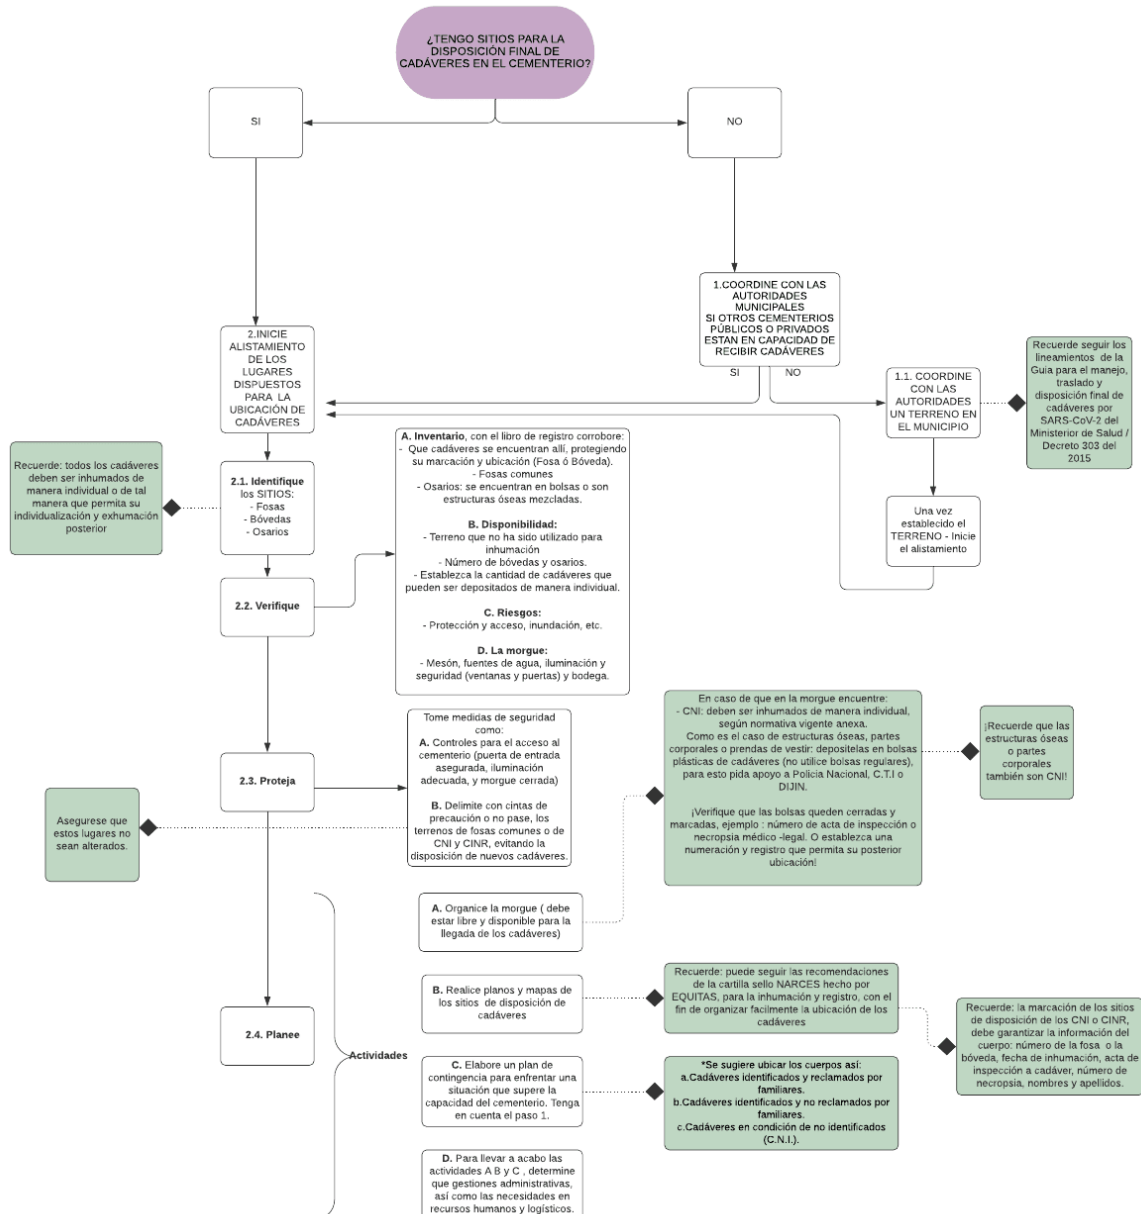 ¿TENGO SITIOS PARA LA
DISPOSICIÓN FINAL DE
CADÁVERES EN EL CEMENTERIO?
SI
NO
1.COORDINE CON LAS
AUTORIDADES
MUNICIPALES
SI OTROS CEMENTERIOS
PÚBLICOS O PRIVADOS
ESTAN EN CAPACIDAD DE
RECIBIR CADÁVERES
SI
NO
1.1. COORDINE
CON LAS
AUTORIDADES
UN TERRENO EN
EL MUNICIPIO
Recuerde seguir los
lineamientos de la
Guia para el manejo,
traslado y
disposición final de
cadáveres por
SARS-CoV-2 del
Ministerior de Salud /
Decreto 303 del
2015
Una vez
establecido el
TERRENO - Inicie
el alistamiento
2.INICIE
ALISTAMIENTO
DE LOS
LUGARES
DISPUESTOS
PARA LA
UBICACIÓN DE
CADÁVERES
2.1. Identifique
los SITIOS:
- Fosas
- Bóvedas
- Osarios
Recuerde: todos los cadáveres
deben ser inhumados de
manera individual o de tal
manera que permita su
individualización y exhumación
posterior
2.2. Verifique
A. Inventario, con el libro de registro corrobore:
- Que cadáveres se encuentran allí, protegiendo
su marcación y ubicación (Fosa ó Bóveda).
- Fosas comunes
- Osarios: se encuentran en bolsas o son
estructuras óseas mezcladas.
B. Disponibilidad:
- Terreno que no ha sido utilizado para
inhumación
- Número de bóvedas y osarios.
- Establezca la cantidad de cadáveres que
pueden ser depositados de manera individual.
C. Riesgos:
- Protección y acceso, inundación, etc.
D. La morgue:
- Mesón, fuentes de agua, iluminación y
seguridad (ventanas y puertas) y bodega.
2.3. Proteja
Tome medidas de seguridad
como:
A. Controles para el acceso al
cementerio (puerta de entrada
asegurada, iluminación
adecuada, y morgue cerrada)
B. Delimite con cintas de
precaución o no pase, los
terrenos de fosas comunes o de
CNI y CINR, evitando la
disposición de nuevos cadáveres.
Asegurese que
estos lugares no
sean alterados.
2.4. Planee
Actividades
A. Organice la morgue ( debe
estar libre y disponible para la
llegada de los cadáveres)
En caso de que en la morgue encuentre:
- CNI: deben ser inhumados de manera individual,
según normativa vigente anexa.
Como es el caso de estructuras óseas, partes
corporales o prendas de vestir: depositelas en bolsas
plásticas de cadáveres (no utilice bolsas regulares),
para esto pida apoyo a Policia Nacional, C.T.I o
DIJIN.
¡Verifique que las bolsas queden cerradas y
marcadas, ejemplo : número de acta de inspección o
necropsia médico -legal. O establezca una
numeración y registro que permita su posterior
ubicación!
¡Recuerde que las
estructuras óseas
o partes
corporales
también son CNI!
B. Realice planos y mapas de
los sitios de disposición de
cadáveres
Recuerde: puede seguir las recomendaciones
de la cartilla sello NARCES hecho por
EQUITAS, para la inhumación y registro, con el
fin de organizar facilmente la ubicación de los
cadáveres
Recuerde: la marcación de los sitios
de disposición de los CNI o CINR,
debe garantizar la información del
cuerpo: número de la fosa o la
bóveda, fecha de inhumación, acta de
inspección a cadáver, número de
necropsia, nombres y apellidos.
C. Elabore un plan de
contingencia para enfrentar una
situación que supere la
capacidad del cementerio. Tenga
en cuenta el paso 1.
*Se sugiere ubicar los cuerpos así:
a.Cadáveres identificados y reclamados por
familiares.
b.Cadáveres identificados y no reclamados por
familiares.
c.Cadáveres en condición de no identificados
(C.N.I.).
D. Para llevar a acabo las
actividades A B y C , determine
que gestiones administrativas,
así como las necesidades en
recursos humanos y logísticos.